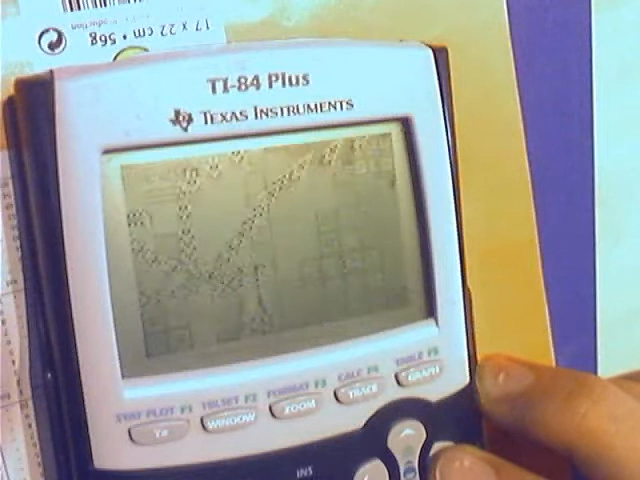 17 x 22 cm • 56g
TI-84 Plus
TEXAS INSTRUMENTS
STAT PLOT F1 TBLSET F2 FORMAT F3 CALC F4 TABLE F5
Y= WINDOW ZOOM TRACE GRAPH
INS